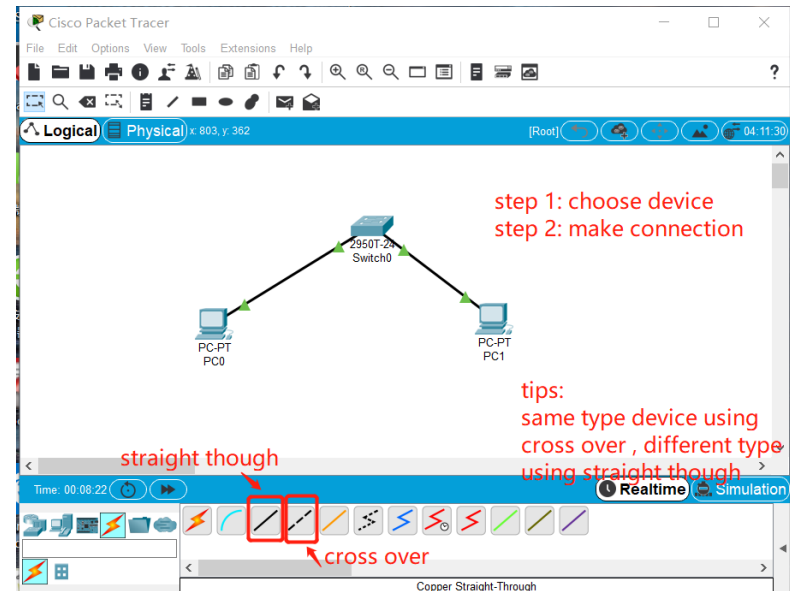 Cisco Packet Tracer
File Edit Options View Tools Extensions Help
?
Logical Physical x: 803, y: 362 [Root] 04:11:30
step 1: choose device
step 2: make connection
2950T-24
Switch0
PC-PT
PC0
PC-PT
PC1
tips:
same type device using
cross over , different type
using straight though
straight though
Time: 00:08:22 Realtime Simulation
cross over
Copper Straight-Through